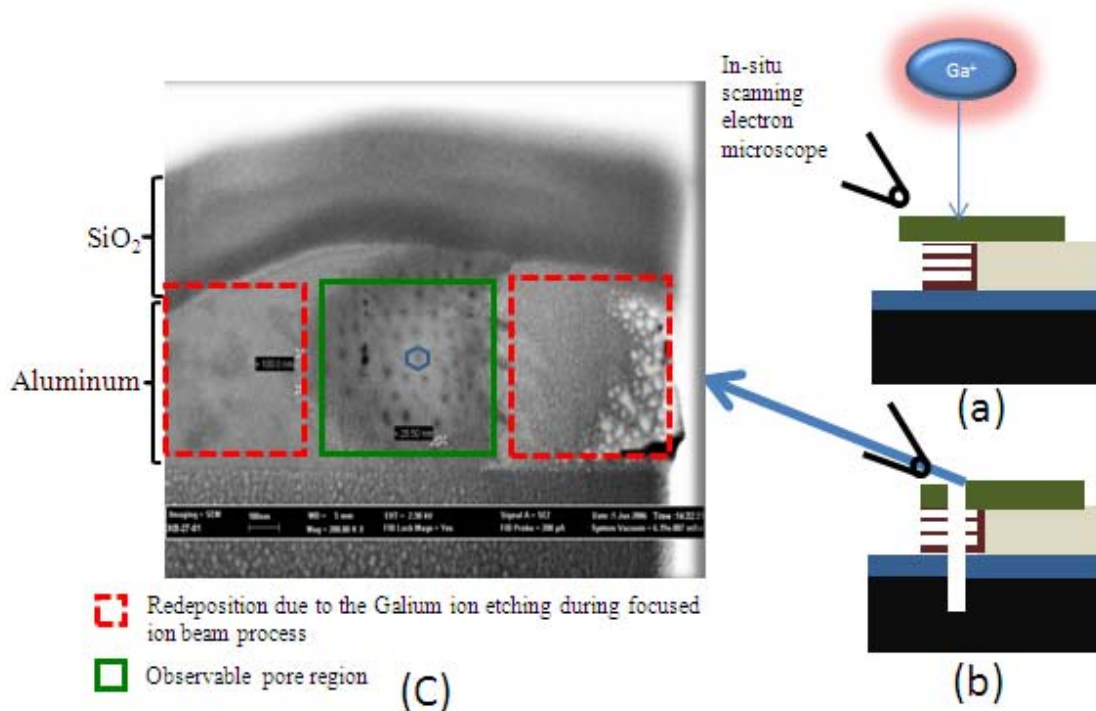 In-situ
scanning
electron
microscope
Ga+
(a)
SiO2
Aluminum
(b)
Redeposition due to the Galium ion etching during focused
ion beam process
Observable pore region
(C)